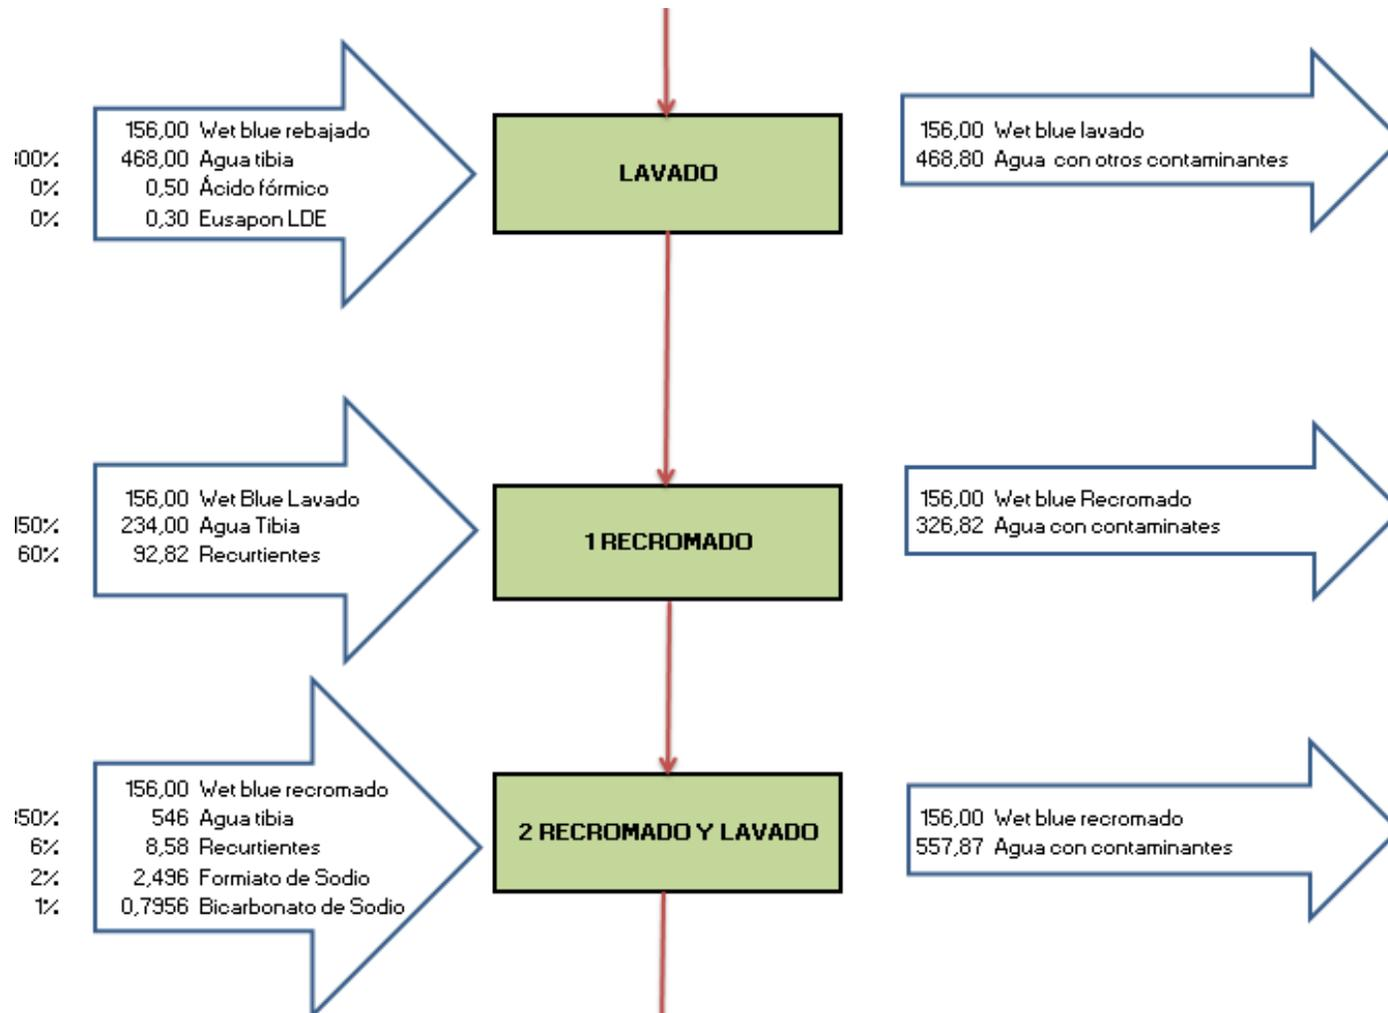 156,00 Wet blue rebajado
468,00 Agua tibia
0% 0,50 Ácido fórmico
0% 0,30 Eusapon LDE
LAVADO
156,00 Wet blue lavado
468,80 Agua con otros contaminantes
156,00 Wet Blue Lavado
234,00 Agua Tibia
60% 92,82 Recurtientes
1 RECROMADO
156,00 Wet blue Recromado
326,82 Agua con contaminates
156,00 Wet blue recromado
546 Agua tibia
6% 8,58 Recurtientes
2% 2,496 Formiato de Sodio
1% 0,7956 Bicarbonato de Sodio
2 RECROMADO Y LAVADO
156,00 Wet blue recromado
557,87 Agua con contaminantes